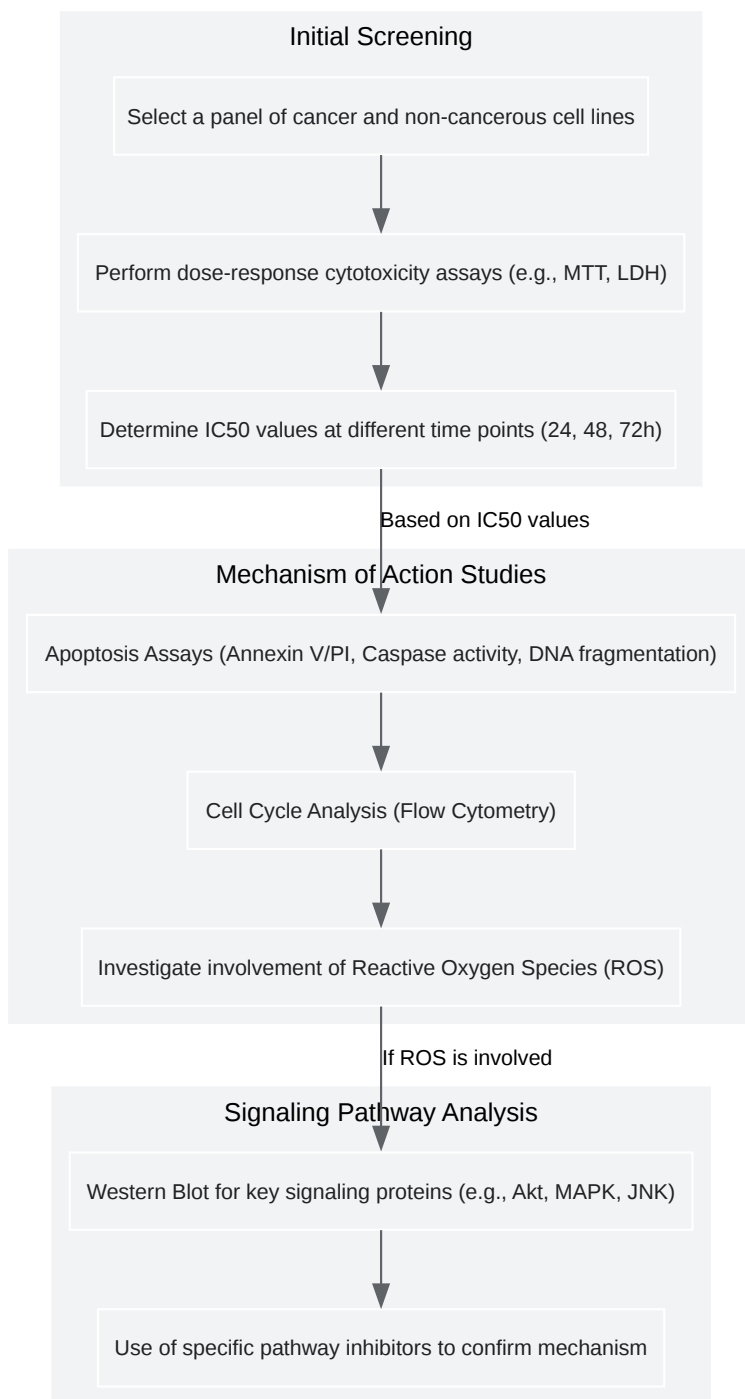 Initial Screening
Select a panel of cancer and non-cancerous cell lines
Perform dose-response cytotoxicity assays (e.g., MTT, LDH)
Determine IC50 values at different time points (24, 48, 72h)
Based on IC50 values
Mechanism of Action Studies
Apoptosis Assays (Annexin V/PI, Caspase activity, DNA fragmentation)
Cell Cycle Analysis (Flow Cytometry)
Investigate involvement of Reactive Oxygen Species (ROS)
If ROS is involved
Signaling Pathway Analysis
Western Blot for key signaling proteins (e.g., Akt, MAPK, JNK)
Use of specific pathway inhibitors to confirm mechanism